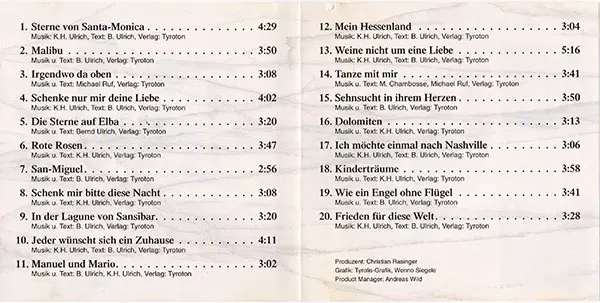 1. Sterne von Santa-Monica . . . . . . . . . . . . . 4:29
Musik: K.H. Ulrich, Text: B. Ulrich, Verlag: Tyroton
2. Malibu . . . . . . . . . . . . . . . . . . . . . . . . . . . 3:50
Musik: K.H. Ulrich, Text: B. Ulrich, Verlag: Tyroton
3. Irgendwo da oben . . . . . . . . . . . . . . . . . . 3:08
Musik u. Text: Michael Ruf, Verlag: Tyroton
4. Schenke nur mir deine Liebe . . . . . . . . . . 4:02
Musik: K.H. Ulrich, Text: B. Ulrich, Verlag: Tyroton
5. Die Sterne auf Elba . . . . . . . . . . . . . . . . . 3:20
Musik u. Text: Bernd Ulrich, Verlag: Tyroton
6. Rote Rosen . . . . . . . . . . . . . . . . . . . . . . . 3:47
Musik u. Text: K.H. Ulrich, Verlag: Tyroton
7. San-Miguel . . . . . . . . . . . . . . . . . . . . . . . 2:56
Musik u. Text: B. Ulrich, Verlag: Tyroton
8. Schenk mir bitte diese Nacht . . . . . . . . . . 3:08
Musik: K.H. Ulrich, Text: B. Ulrich, Verlag: Tyroton
9. In der Lagune von Sansibar . . . . . . . . . . . 3:20
Musik u. Text: B. Ulrich, Verlag: Tyroton
10. Jeder wünscht sich ein Zuhause . . . . . . . . 4:11
Musik: K.H. Ulrich, Text: B. Ulrich, Verlag: Tyroton
11. Manuel und Mario . . . . . . . . . . . . . . . . . . 3:02
Musik u. Text: B. Ulrich, K.H. Ulrich, Verlag: Tyroton
12. Mein Hessenland . . . . . . . . . . . . . . . . . . . 3:04
Musik: K.H. Ulrich, Text: B. Ulrich, Verlag: Tyroton
13. Weine nicht um eine Liebe . . . . . . . . . . . . 5:16
Musik: K.H. Ulrich, Text: B. Ulrich, Verlag: Tyroton
14. Tanze mit mir . . . . . . . . . . . . . . . . . . . . . 3:41
Musik u. Text: M. Chambosse, Michael Ruf, Verlag: Tyroton
15. Sehnsucht in ihrem Herzen . . . . . . . . . . . . 3:50
Musik u. Text: B. Ulrich, Verlag: Tyroton
16. Dolomiten . . . . . . . . . . . . . . . . . . . . . . . . 3:13
Musik: K.H. Ulrich, Text: B. Ulrich, Verlag: Tyroton
17. Ich möchte einmal nach Nashville . . . . . . . 3:06
Musik u. Text: K.H. Ulrich, Verlag: Tyroton
18. Kinderträume . . . . . . . . . . . . . . . . . . . . . 3:58
Musik u. Text: K.H. Ulrich, Verlag: Tyroton
19. Wie ein Engel ohne Flügel . . . . . . . . . . . . 3:41
Musik u. Text: B. Ulrich, Verlag: Tyroton
20. Frieden für diese Welt . . . . . . . . . . . . . . . 3:28
Musik u. Text: K.H. Ulrich, B. Ulrich, Verlag: Tyroton
Produzent: Christian Rasinger
Grafik: Tyrolis-Grafik, Wenno Siegele
Product Manager: Andreas Wild